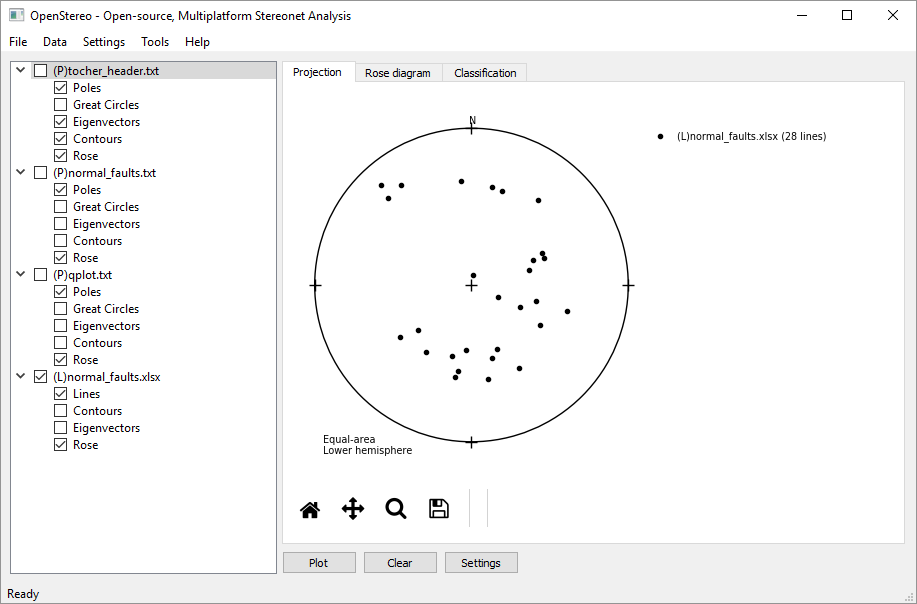 OpenStereo - Open-source, Multiplatform Stereonet Analysis
File Data Settings Tools Help
(P)tocher_header.txt
Poles
Great Circles
Eigenvectors
Contours
Rose
(P)normal_faults.txt
Poles
Great Circles
Eigenvectors
Contours
Rose
(P)qplot.txt
Poles
Great Circles
Eigenvectors
Contours
Rose
(L)normal_faults.xlsx
Lines
Contours
Eigenvectors
Rose
Projection Rose diagram Classification
N
(L)normal_faults.xlsx (28 lines)
Equal-area
Lower hemisphere
Plot Clear Settings
Ready